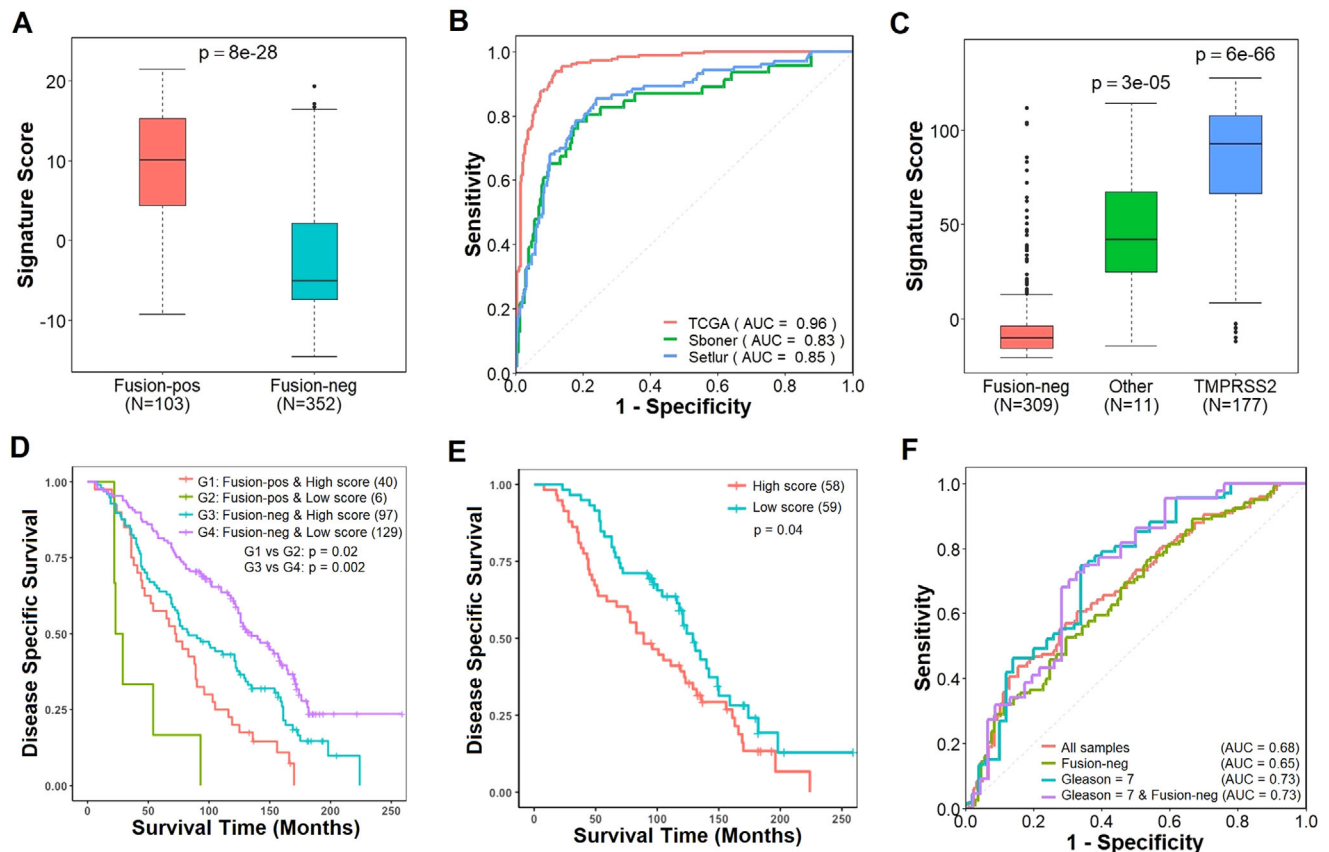 A
p = 8e-28
Signature Score
20
10
0
-10
Fusion-pos
(N=103)
Fusion-neg
(N=352)
B
Sensitivity
1.0
0.8
0.6
0.4
0.2
0.0
TCGA ( AUC = 0.96 )
Sboner ( AUC = 0.83 )
Setlur ( AUC = 0.85 )
0.0 0.2 0.4 0.6 0.8 1.0
1 - Specificity
C
p = 6e-66
p = 3e-05
Signature Score
100
50
0
Fusion-neg
(N=309)
Other
(N=11)
TMPRSS2
(N=177)
D
Disease Specific Survival
1.00
0.75
0.50
0.25
0.00
G1: Fusion-pos & High score (40)
G2: Fusion-pos & Low score (6)
G3: Fusion-neg & High score (97)
G4: Fusion-neg & Low score (129)
G1 vs G2: p = 0.02
G3 vs G4: p = 0.002
0 50 100 150 200 250
Survival Time (Months)
E
Disease Specific Survival
1.00
0.75
0.50
0.25
0.00
High score (58)
Low score (59)
p = 0.04
0 50 100 150 200 250
Survival Time (Months)
F
Sensitivity
1.0
0.8
0.6
0.4
0.2
0.0
All samples (AUC = 0.68)
Fusion-neg (AUC = 0.65)
Gleason = 7 (AUC = 0.73)
Gleason = 7 & Fusion-neg (AUC = 0.73)
0.0 0.2 0.4 0.6 0.8 1.0
1 - Specificity